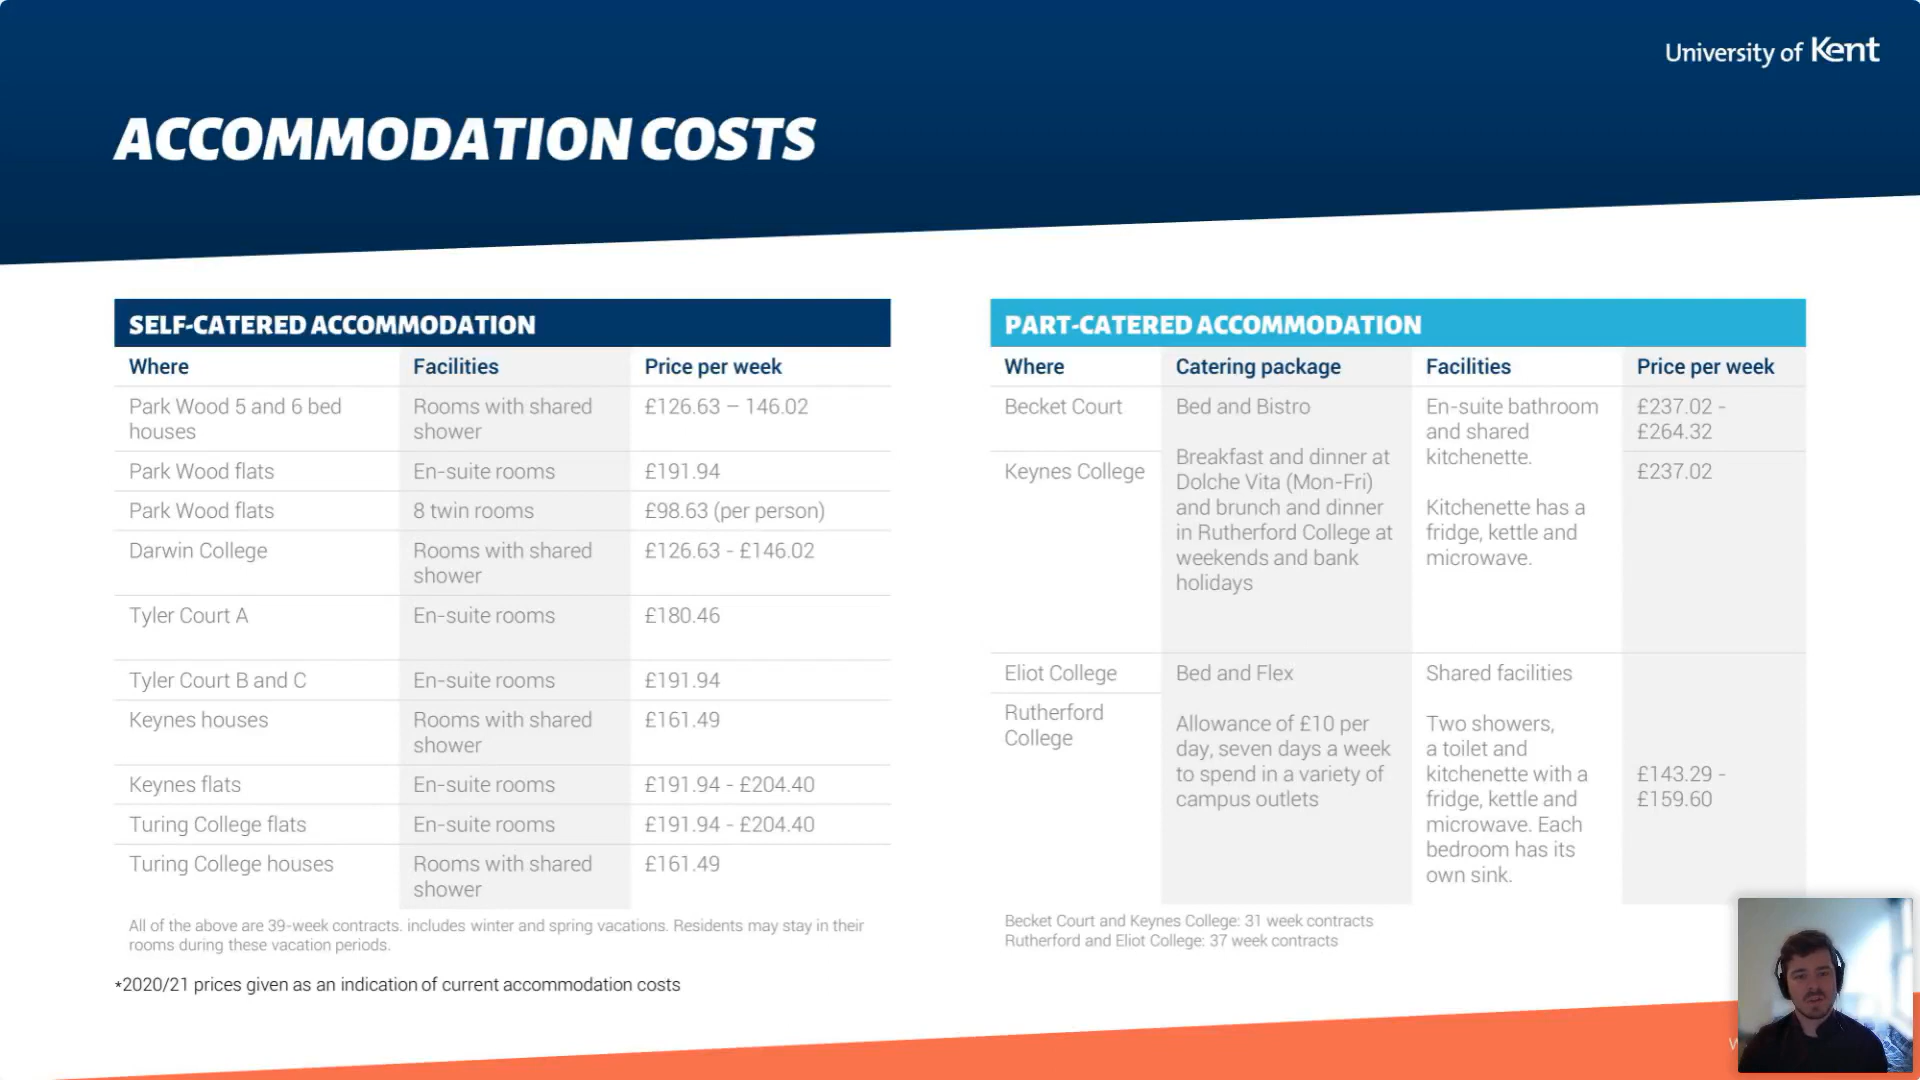 University of Kent
ACCOMMODATION COSTS
SELF-CATERED ACCOMMODATION
Where Facilities Price per week
Park Wood 5 and 6 bed Rooms with shared £126.63 – 146.02
houses shower
Park Wood flats En-suite rooms £191.94
Park Wood flats 8 twin rooms £98.63 (per person)
Darwin College Rooms with shared £126.63 - £146.02
shower
Tyler Court A En-suite rooms £180.46
Tyler Court B and C En-suite rooms £191.94
Keynes houses Rooms with shared £161.49
shower
Keynes flats En-suite rooms £191.94 - £204.40
Turing College flats En-suite rooms £191.94 - £204.40
Turing College houses Rooms with shared £161.49
shower
All of the above are 39-week contracts. includes winter and spring vacations. Residents may stay in their
rooms during these vacation periods.
*2020/21 prices given as an indication of current accommodation costs
PART-CATERED ACCOMMODATION
Where Catering package Facilities Price per week
Becket Court
Keynes College
Bed and Bistro
Breakfast and dinner at
Dolche Vita (Mon-Fri)
and brunch and dinner
in Rutherford College at
weekends and bank
holidays
En-suite bathroom
and shared
kitchenette.
Kitchenette has a
fridge, kettle and
microwave.
£237.02 -
£264.32
£237.02
Eliot College
Rutherford
College
Bed and Flex
Allowance of £10 per
day, seven days a week
to spend in a variety of
campus outlets
Shared facilities
Two showers,
a toilet and
kitchenette with a
fridge, kettle and
microwave. Each
bedroom has its
own sink.
£143.29 -
£159.60
Becket Court and Keynes College: 31 week contracts
Rutherford and Eliot College: 37 week contracts